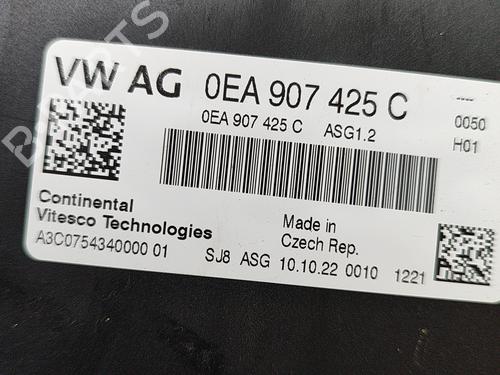 VW AG 0EA 907 425 C
0EA 907 425 C ASG1.2
0050
H01
Continental
Vitesco Technologies
A3C0754340000 01
Made in
Czech Rep.
SJ8 ASG 10.10.22 0010 1221